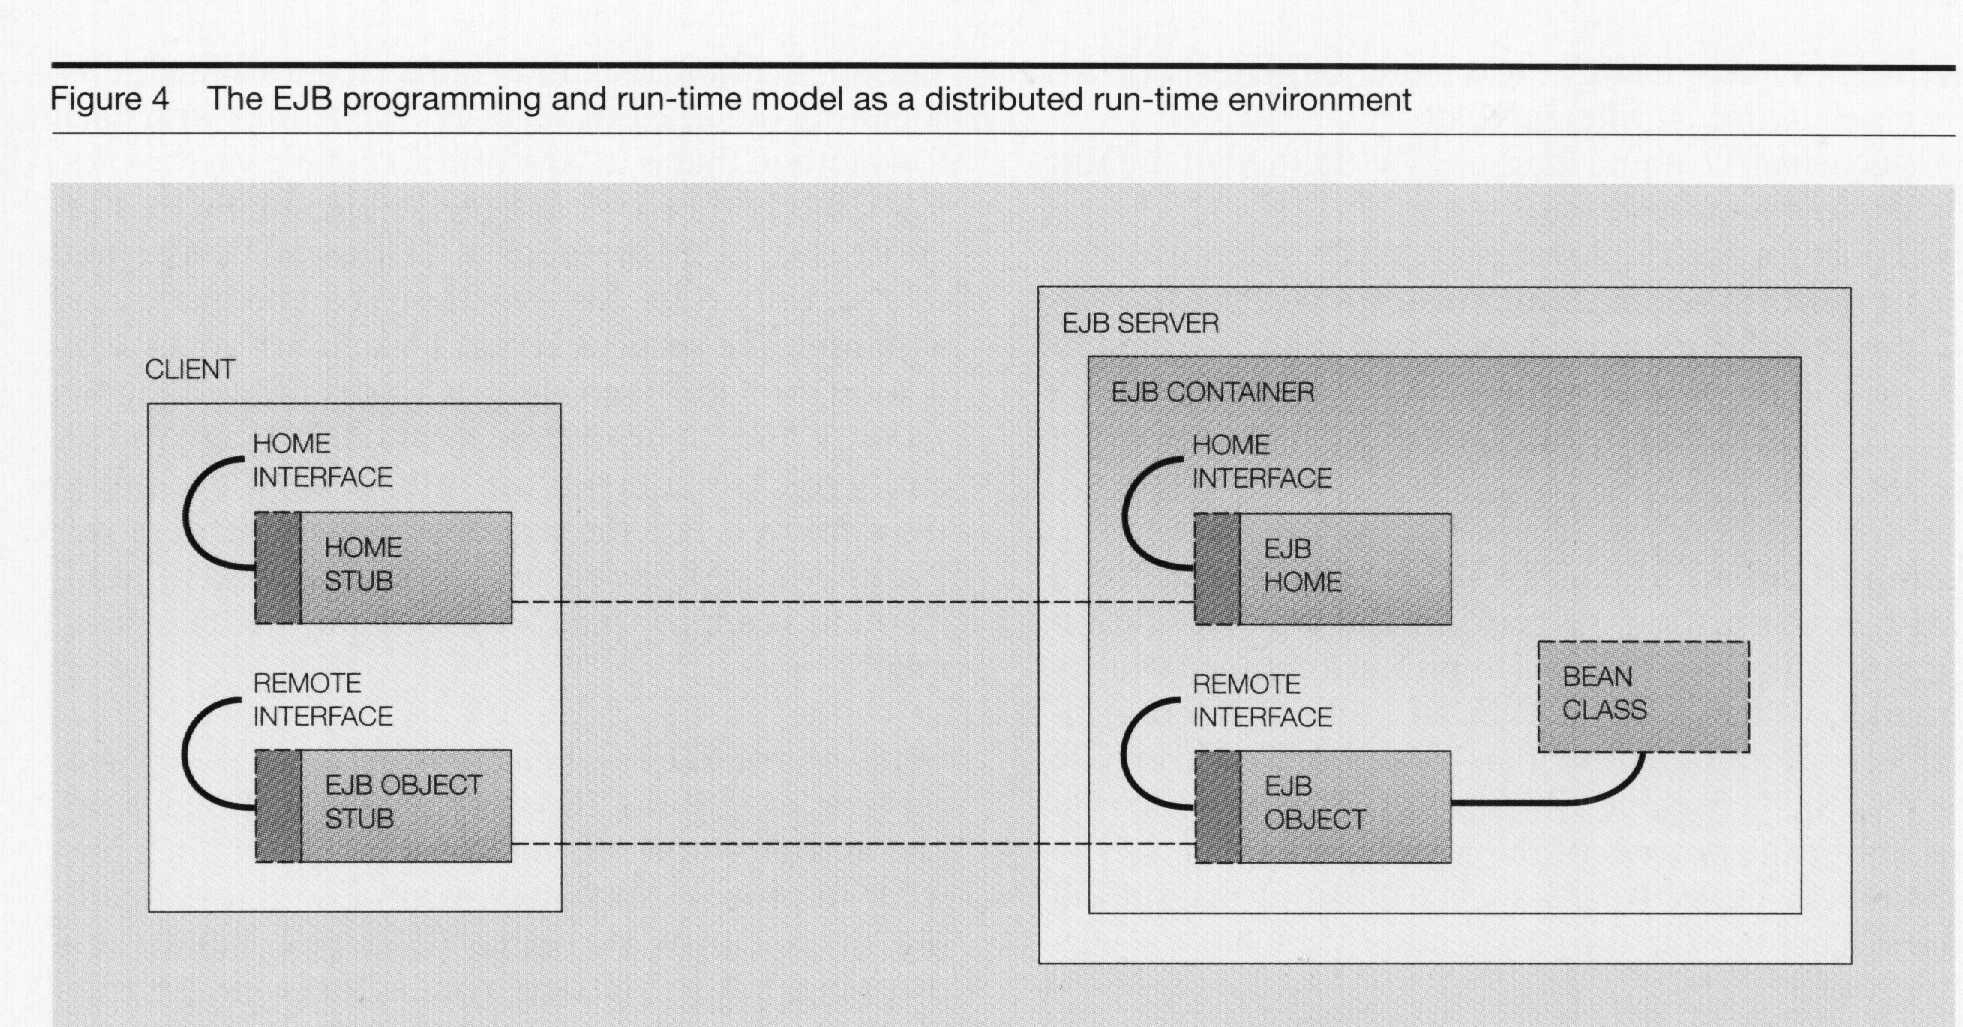 Figure 4 The EJB programming and run-time model as a distributed run-time environment
CLIENT
HOME
INTERFACE
HOME
STUB
REMOTE
INTERFACE
EJB OBJECT
STUB
EJB SERVER
EJB CONTAINER
HOME
INTERFACE
EJB
HOME
REMOTE
INTERFACE
EJB
OBJECT
BEAN
CLASS